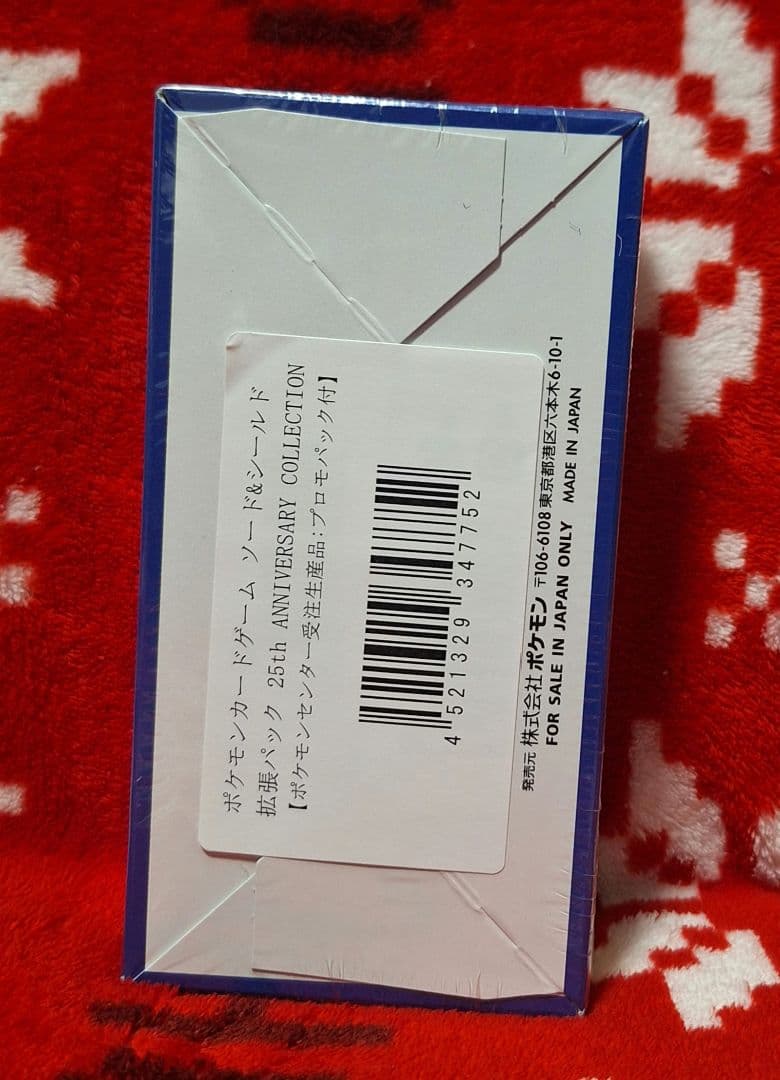 ポケモンカードゲーム ソード&シールド
拡張パック 25th ANNIVERSARY COLLECTION
【ポケモンセンター受注生産品:プロモパック付】
4 521329 347752
発売元 株式会社ポケモン 〒106-6108 東京都港区六本木6-10-1
FOR SALE IN JAPAN ONLY MADE IN JAPAN